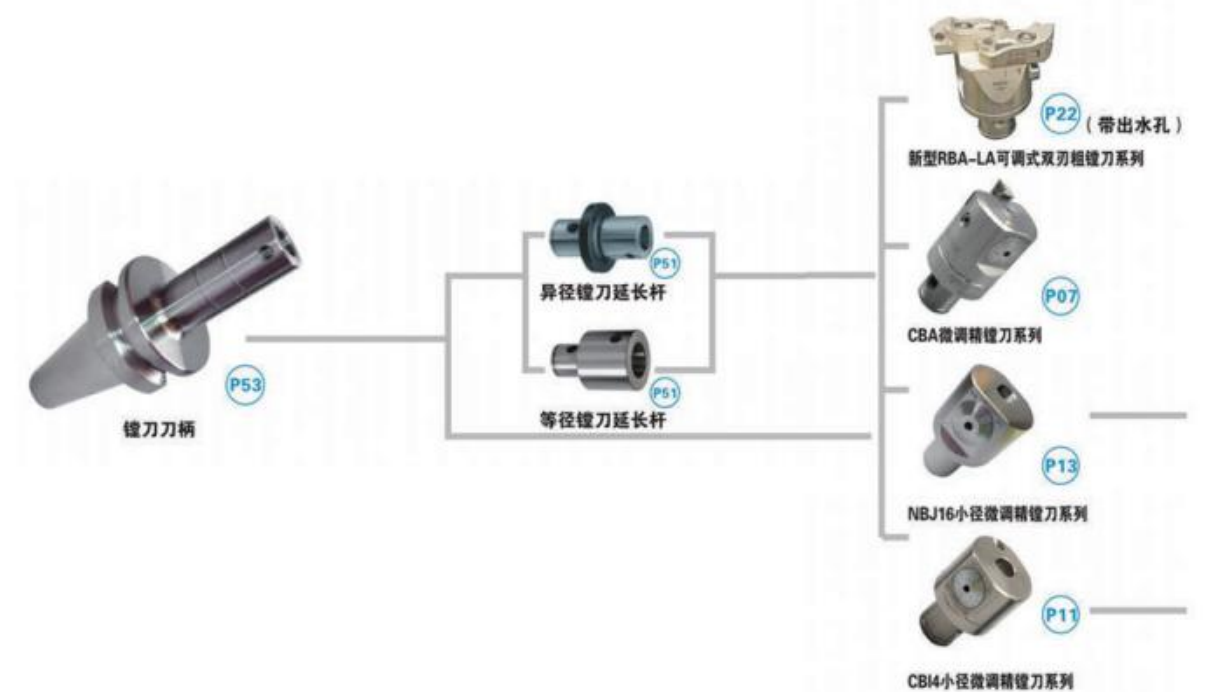 P22
（带出水孔）
新型RBA-LA可调式双刃粗镗刀系列
P51
异径镗刀延长杆
P07
CBA微调精镗刀系列
P53
镗刀刀柄
P51
等径镗刀延长杆
P13
NBJ16小径微调精镗刀系列
P11
CBI4小径微调精镗刀系列